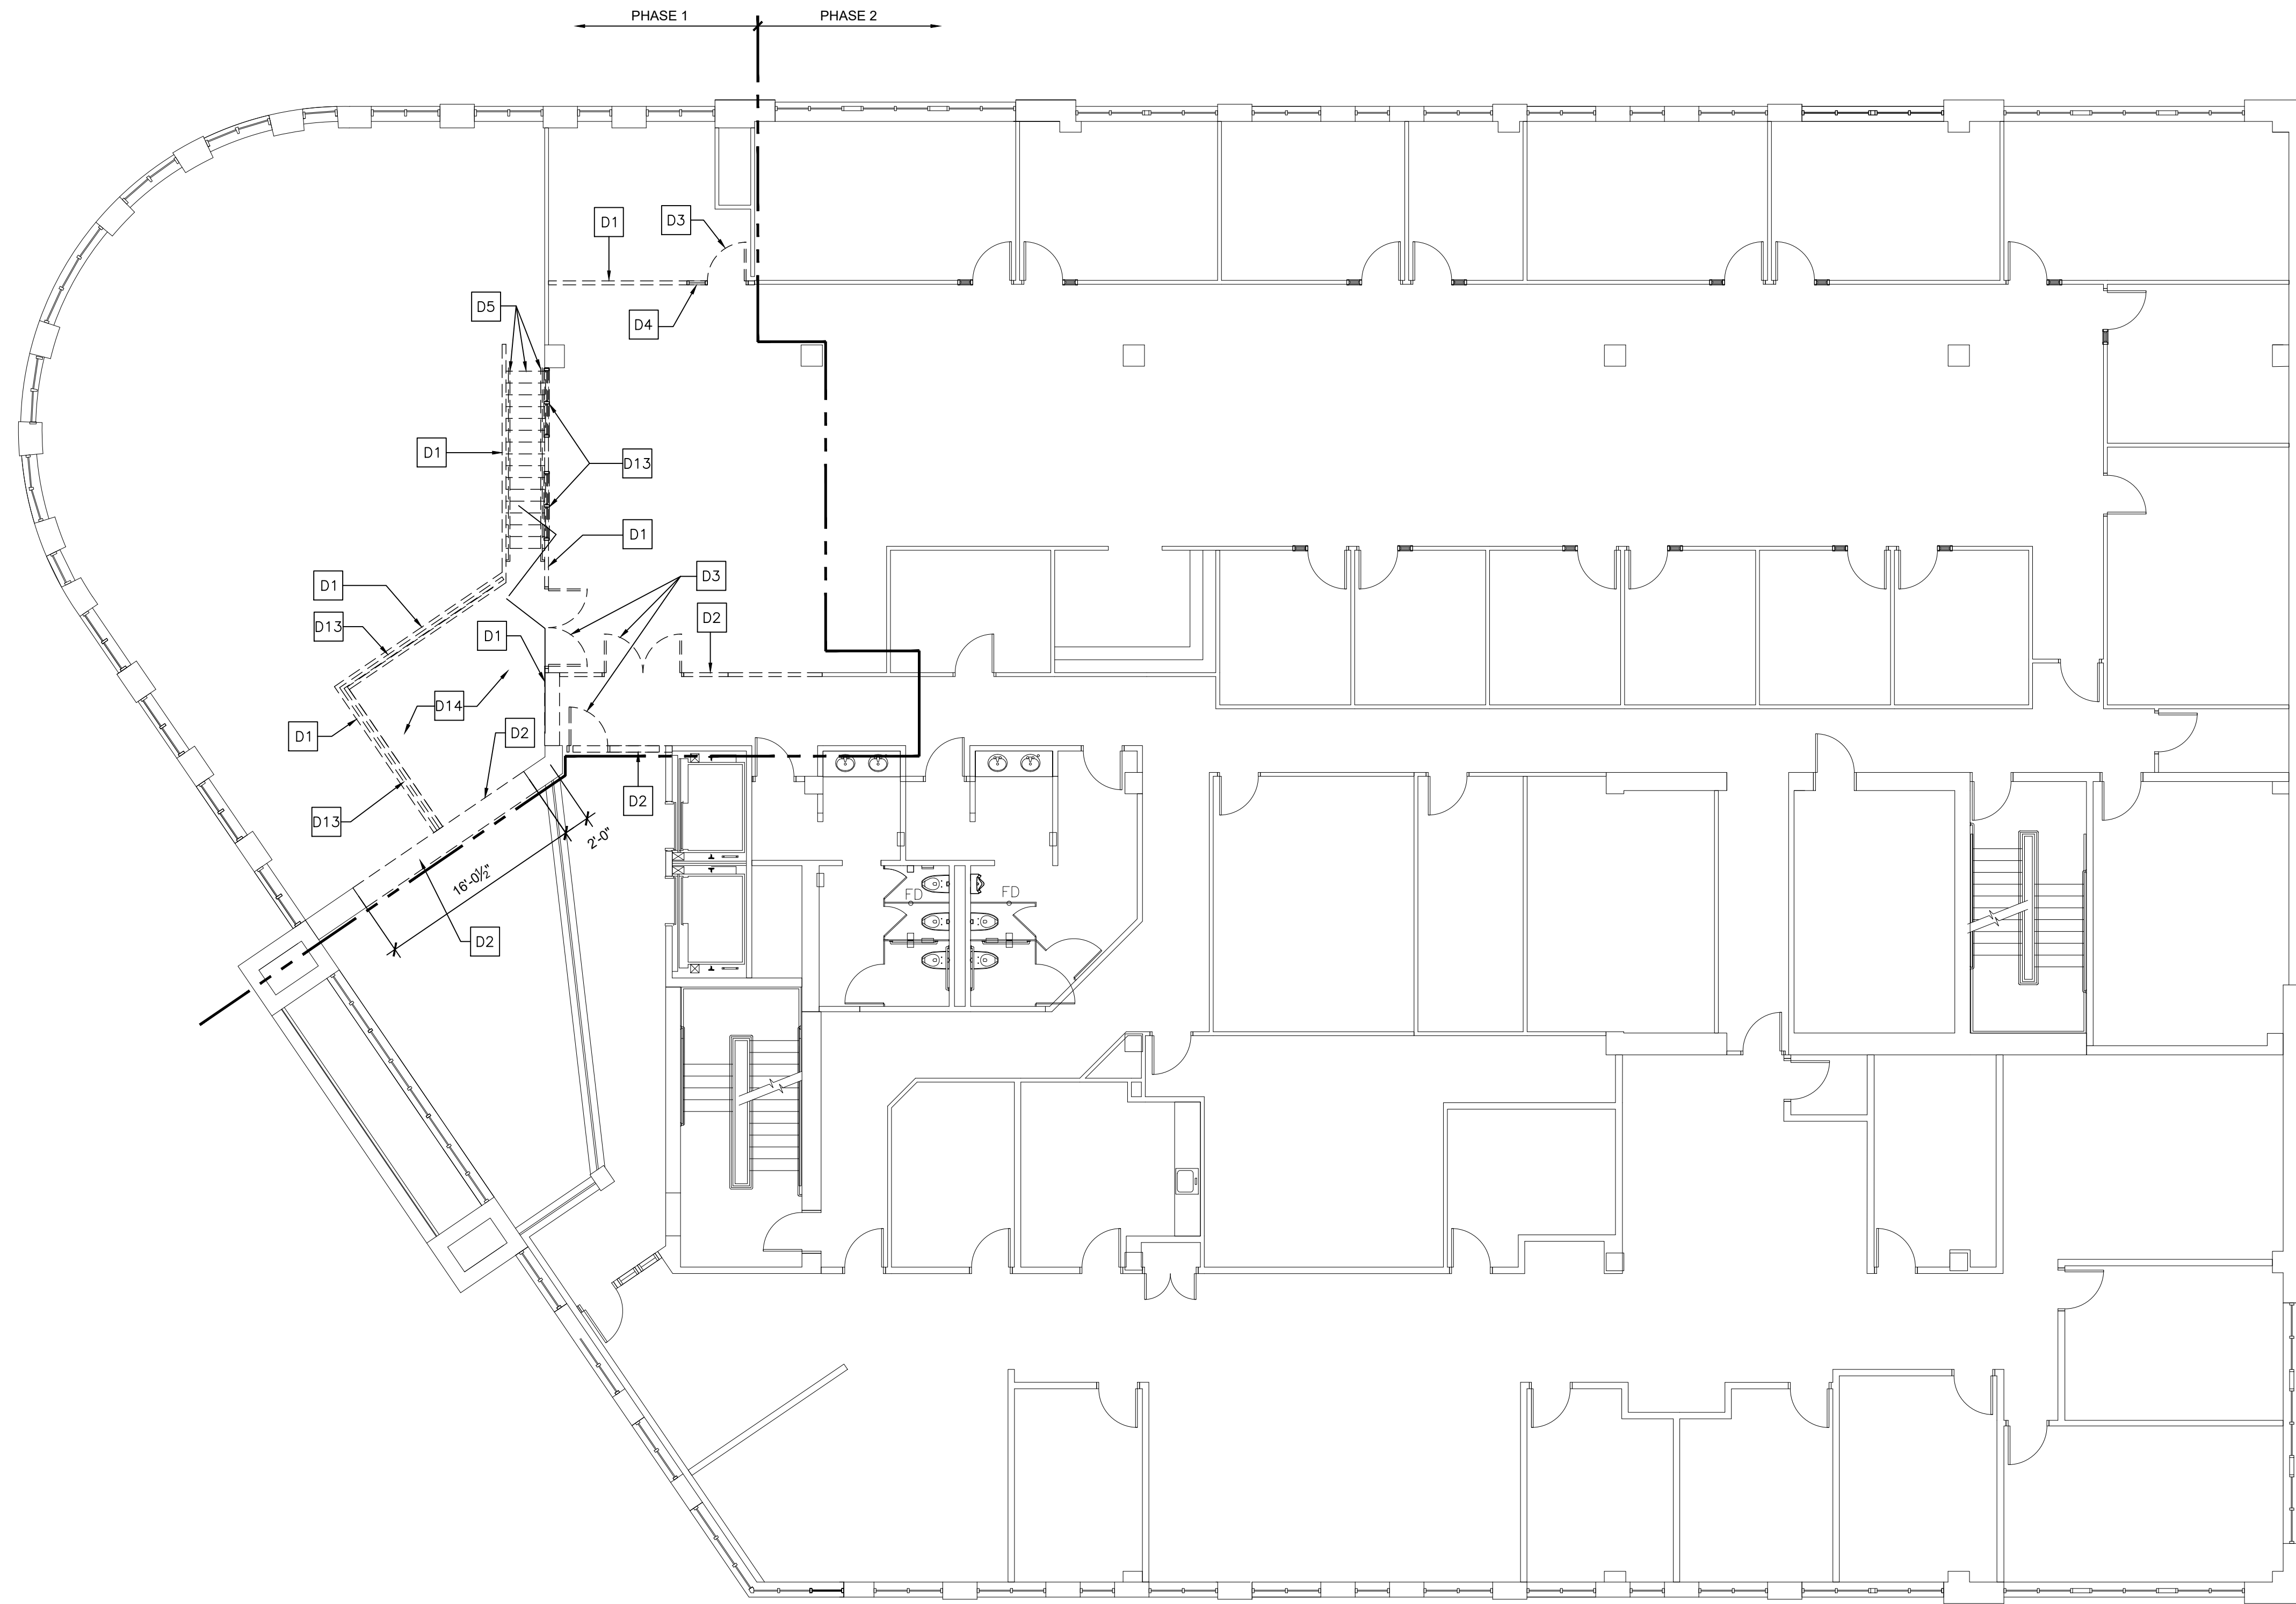 PHASE 1
PHASE 2
D1
D3
D5
D4
D1
D13
D1
D3
D1
D2
D13
D1
D14
D2
D1
D2
D13
2'-0"
16'-0½"
FD
FD
D2